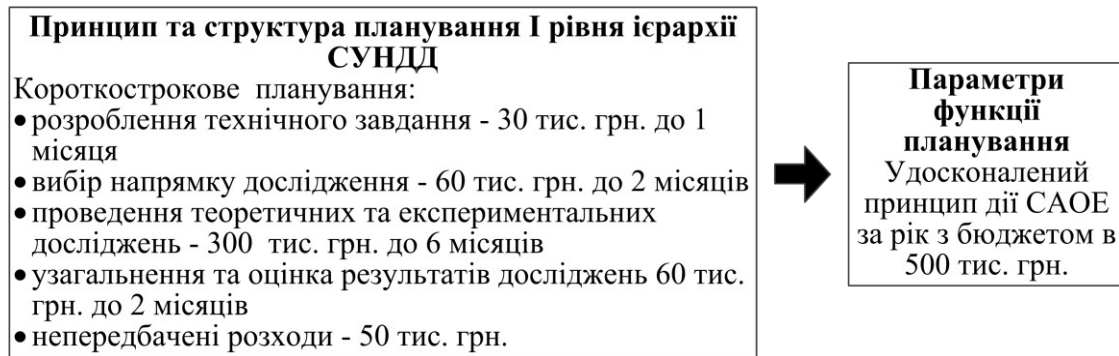 Принцип та структура планування І рівня ієрархії
СУНДД
Короткострокове планування:
• розроблення технічного завдання - 30 тис. грн. до 1
місяця
• вибір напрямку дослідження - 60 тис. грн. до 2 місяців
• проведення теоретичних та експериментальних
досліджень - 300 тис. грн. до 6 місяців
• узагальнення та оцінка результатів досліджень 60 тис.
грн. до 2 місяців
• непередбачені розходи - 50 тис. грн.
Параметри
функції
планування
Удосконалений
принцип дії САОЕ
за рік з бюджетом в
500 тис. грн.